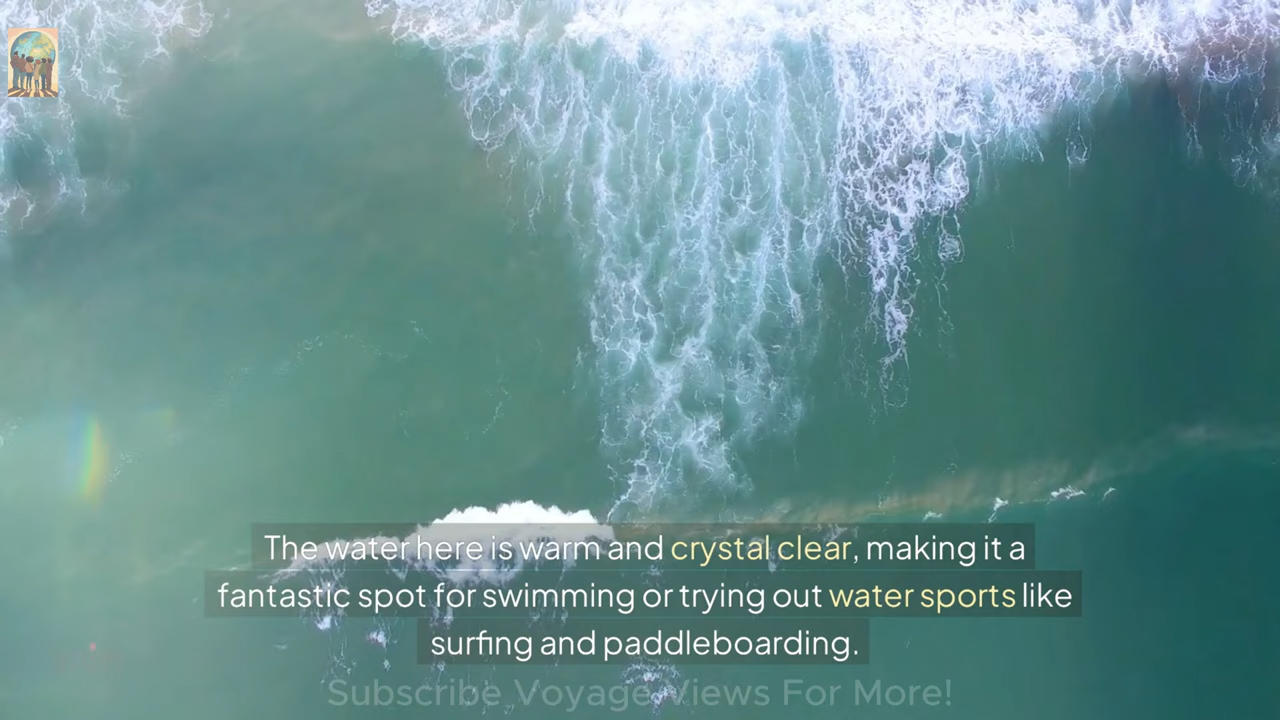 The water here is warm and crystal clear, making it a
fantastic spot for swimming or trying out water sports like
surfing and paddleboarding.
Subscribe Voyage Views For More!